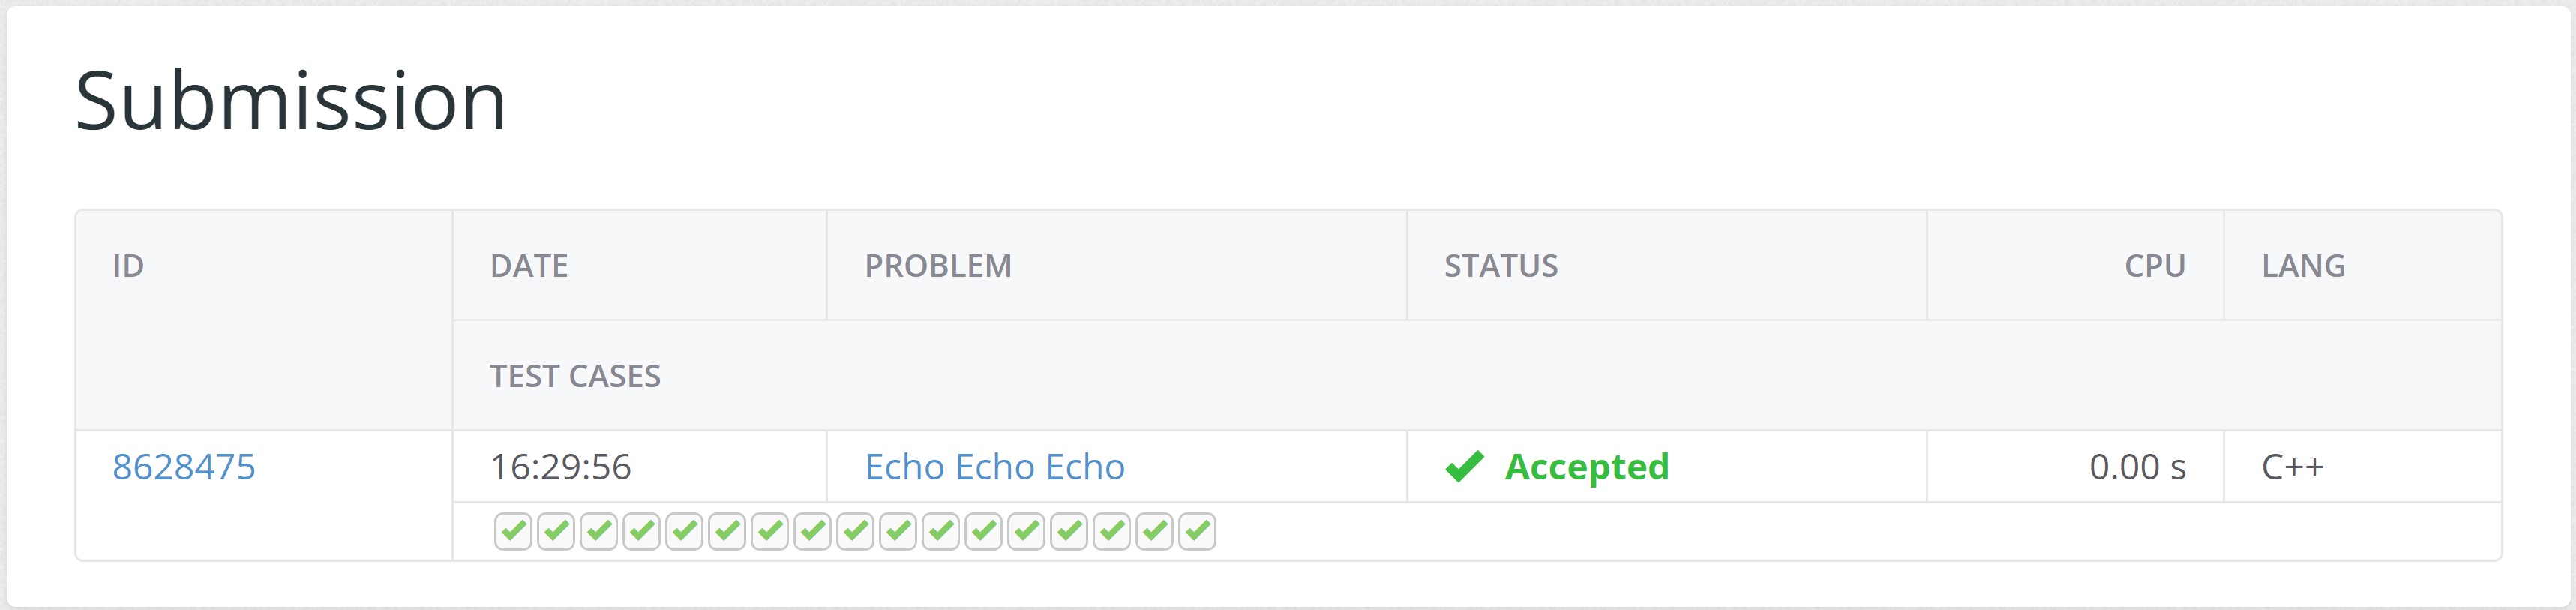 Submission
ID DATE PROBLEM STATUS CPU LANG
TEST CASES
8628475 16:29:56 Echo Echo Echo Accepted 0.00 s C++